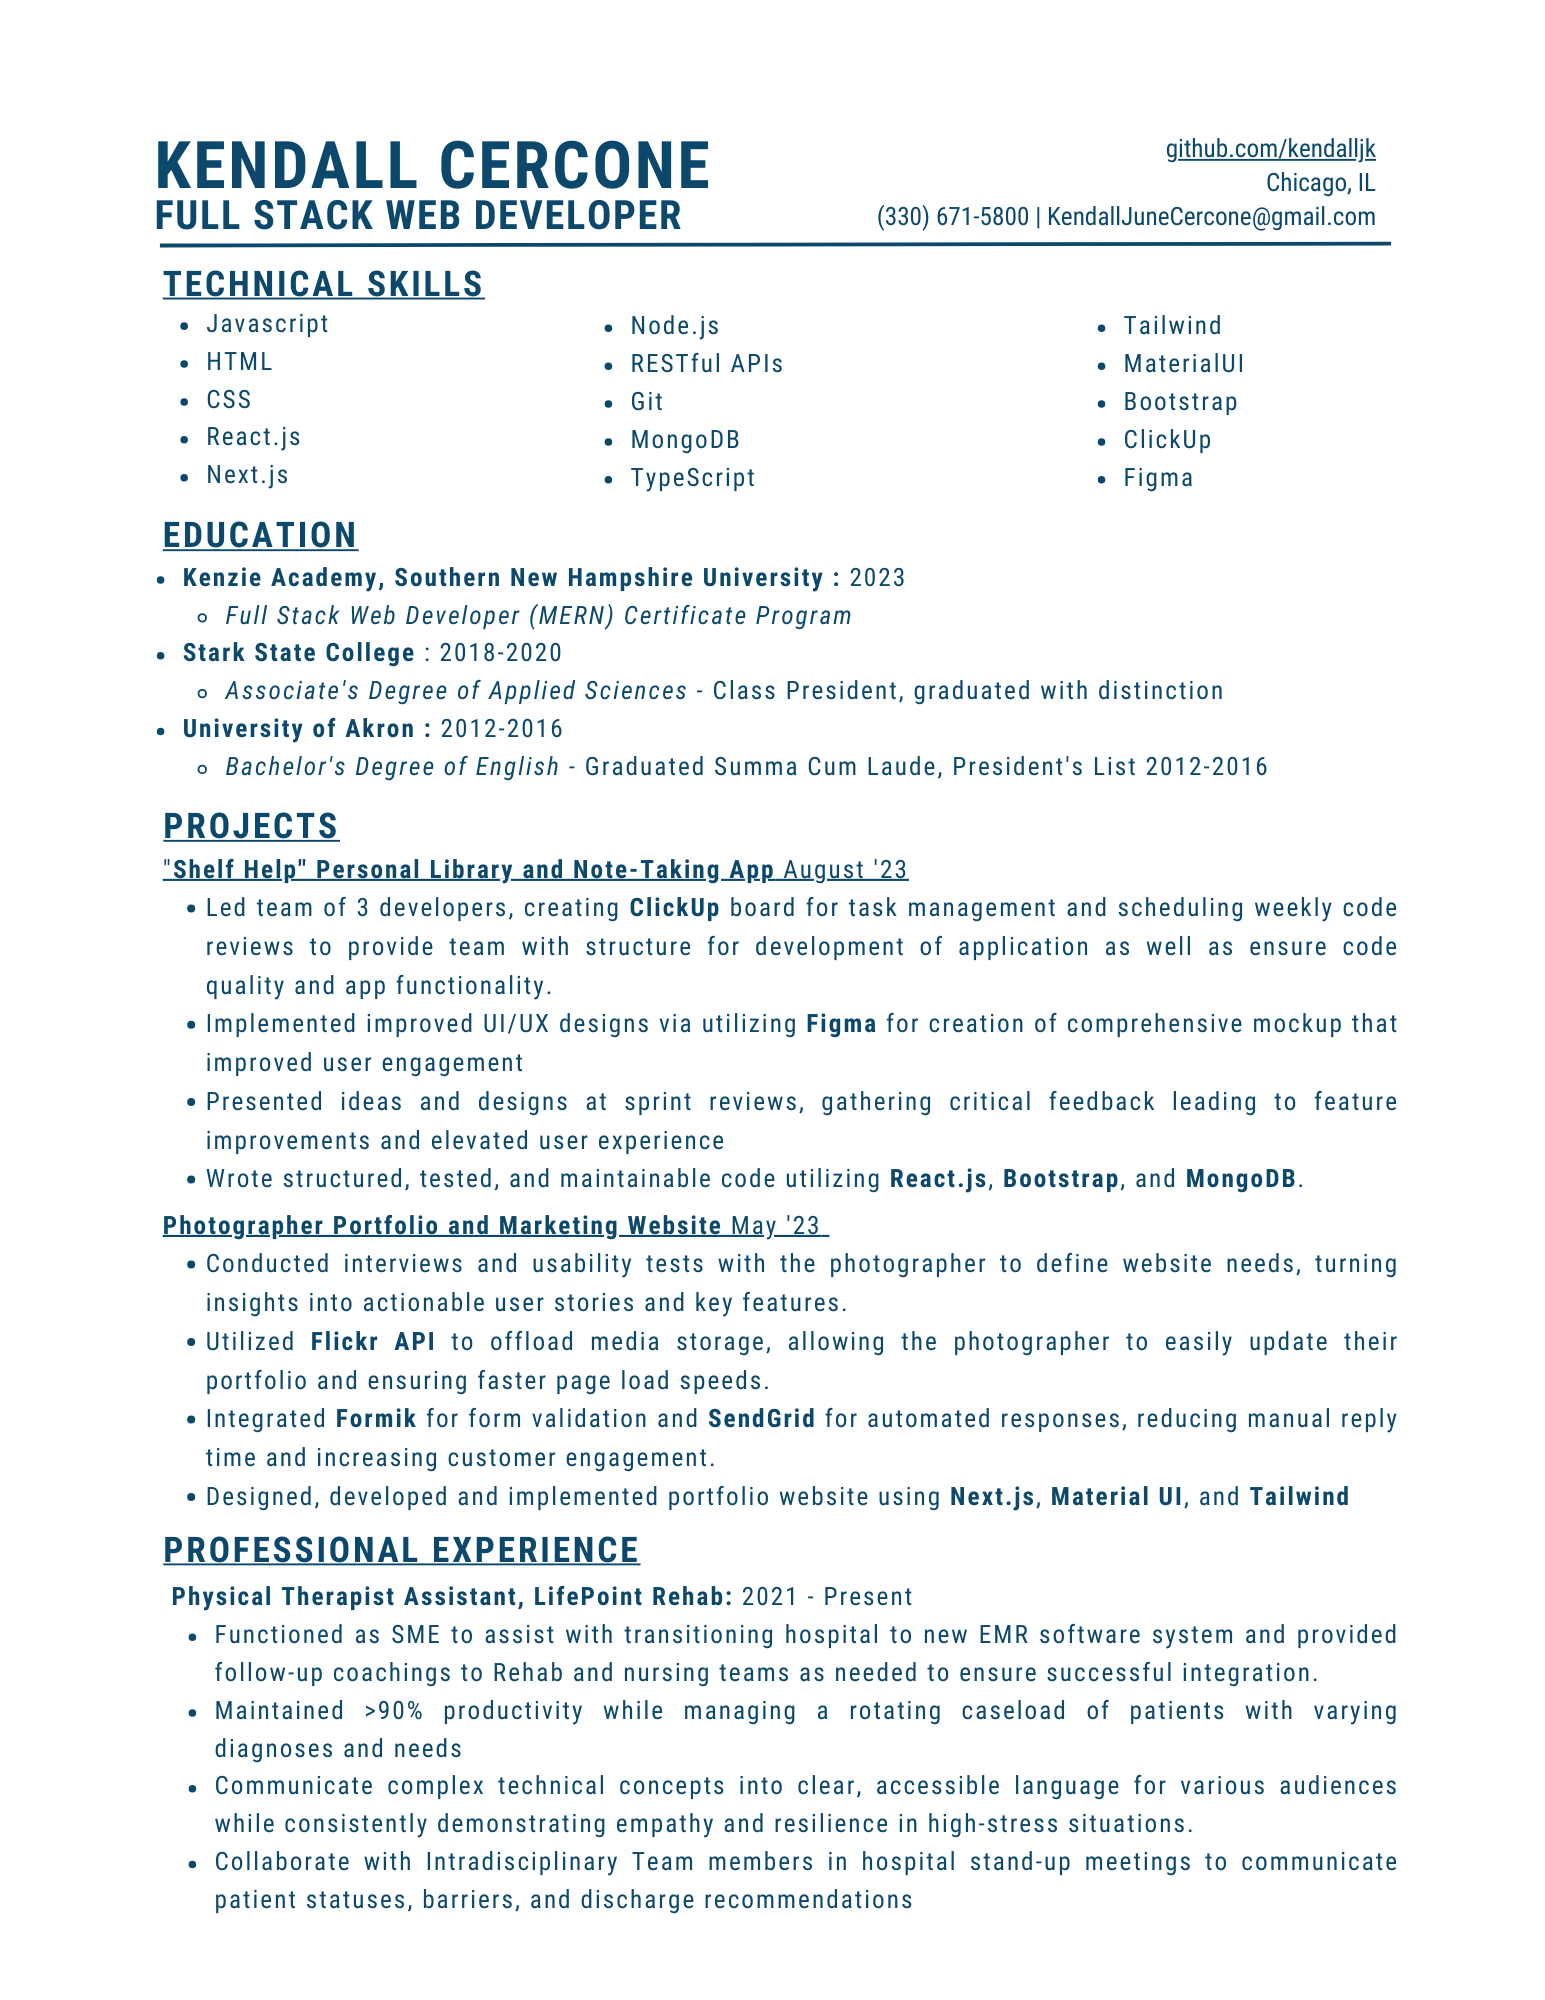 KENDALL CERCONE
FULL STACK WEB DEVELOPER
github.com/kendalljk
Chicago, IL
(330) 671-5800 | KendallJuneCercone@gmail.com
TECHNICAL SKILLS
• Javascript
• HTML
• CSS
• React.js
• Next.js
• Node.js
• RESTful APIs
• Git
• MongoDB
• TypeScript
• Tailwind
• MaterialUI
• Bootstrap
• ClickUp
• Figma
EDUCATION
• Kenzie Academy, Southern New Hampshire University : 2023
◦ Full Stack Web Developer (MERN) Certificate Program
• Stark State College : 2018-2020
◦ Associate's Degree of Applied Sciences - Class President, graduated with distinction
• University of Akron : 2012-2016
◦ Bachelor's Degree of English - Graduated Summa Cum Laude, President's List 2012-2016
PROJECTS
"Shelf Help" Personal Library and Note-Taking App August '23
• Led team of 3 developers, creating ClickUp board for task management and scheduling weekly code
reviews to provide team with structure for development of application as well as ensure code
quality and app functionality.
• Implemented improved UI/UX designs via utilizing Figma for creation of comprehensive mockup that
improved user engagement
• Presented ideas and designs at sprint reviews, gathering critical feedback leading to feature
improvements and elevated user experience
• Wrote structured, tested, and maintainable code utilizing React.js, Bootstrap, and MongoDB.
Photographer Portfolio and Marketing Website May '23
• Conducted interviews and usability tests with the photographer to define website needs, turning
insights into actionable user stories and key features.
• Utilized Flickr API to offload media storage, allowing the photographer to easily update their
portfolio and ensuring faster page load speeds.
• Integrated Formik for form validation and SendGrid for automated responses, reducing manual reply
time and increasing customer engagement.
• Designed, developed and implemented portfolio website using Next.js, Material UI, and Tailwind
PROFESSIONAL EXPERIENCE
Physical Therapist Assistant, LifePoint Rehab: 2021 - Present
• Functioned as SME to assist with transitioning hospital to new EMR software system and provided
follow-up coachings to Rehab and nursing teams as needed to ensure successful integration.
• Maintained >90% productivity while managing a rotating caseload of patients with varying
diagnoses and needs
• Communicate complex technical concepts into clear, accessible language for various audiences
while consistently demonstrating empathy and resilience in high-stress situations.
• Collaborate with Intradisciplinary Team members in hospital stand-up meetings to communicate
patient statuses, barriers, and discharge recommendations